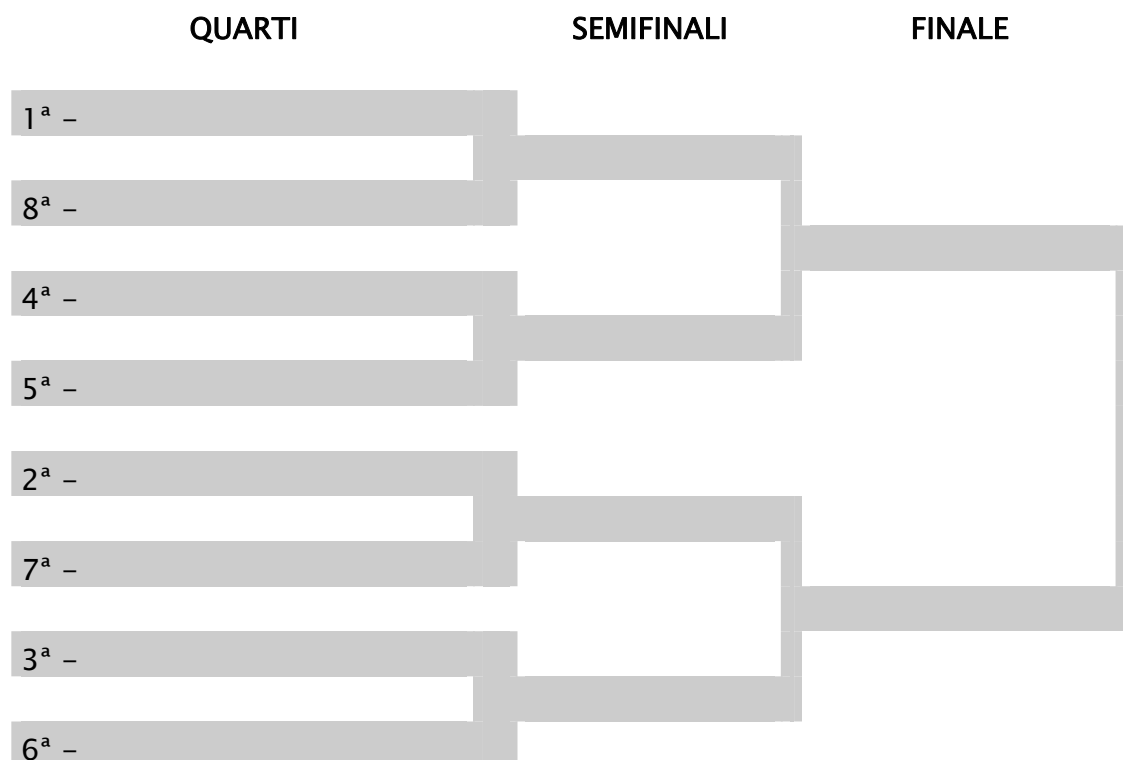 QUARTI SEMIFINALI FINALE
1ª –
8ª –
4ª –
5ª –
2ª –
7ª –
3ª –
6ª –